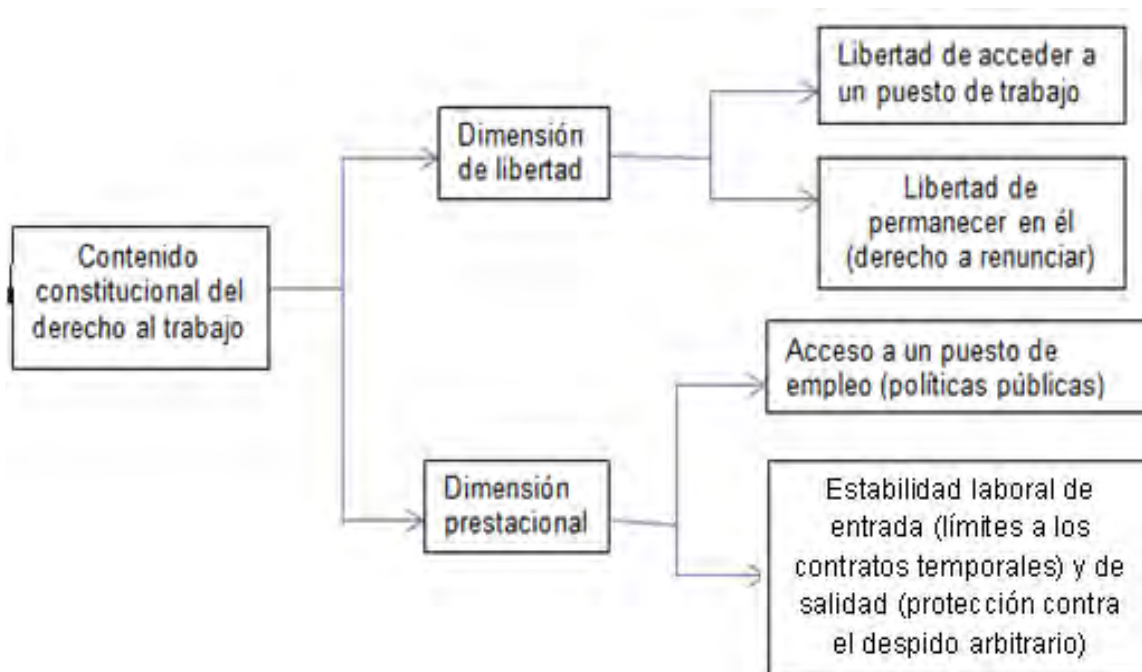 Contenido
constitucional del
derecho al trabajo
Dimensión
de libertad
Libertad de acceder a
un puesto de trabajo
Libertad de
permanecer en él
(derecho a renunciar)
Dimensión
prestacional
Acceso a un puesto de
empleo (políticas públicas)
Estabilidad laboral de
entrada (límites a los
contratos temporales) y de
salidad (protección contra
el despido arbitrario)